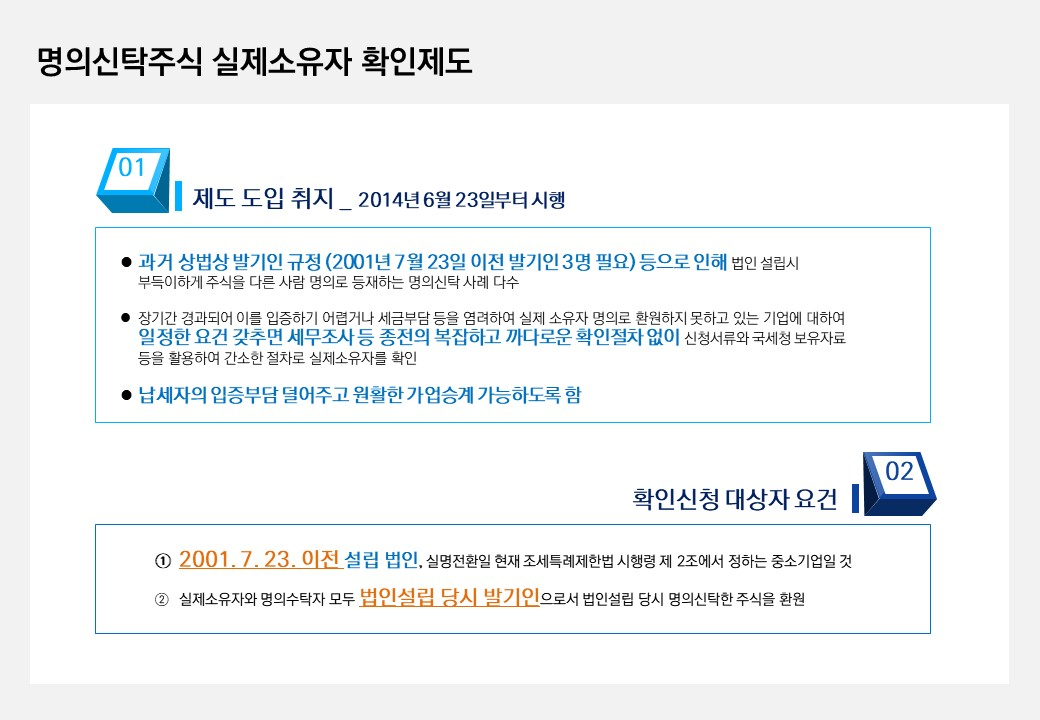 명의신탁주식 실제소유자 확인제도
01
제도 도입 취지 _ 2014년 6월 23일부터 시행
● 과거 상법상 발기인 규정 (2001년 7월 23일 이전 발기인 3명 필요) 등으로 인해 법인 설립시
부득이하게 주식을 다른 사람 명의로 등재하는 명의신탁 사례 다수
● 장기간 경과되어 이를 입증하기 어렵거나 세금부담 등을 염려하여 실제 소유자 명의로 환원하지 못하고 있는 기업에 대하여
일정한 요건 갖추면 세무조사 등 종전의 복잡하고 까다로운 확인절자 없이 신청서류와 국세청 보유자료
등을 활용하여 간소한 절차로 실제소유자를 확인
● 납세자의 입증부담 덜어주고 원활한 가업승계 가능하도록 함
02
확인신청 대상자 요건
① 2001. 7. 23. 이전 설립 법인, 실명전환일 현재 조세특례제한법 시행령 제 2조에서 정하는 중소기업일 것
② 실제소유자와 명의수탁자 모두 법인설립 당시 발기인으로서 법인설립 당시 명의신탁한 주식을 환원